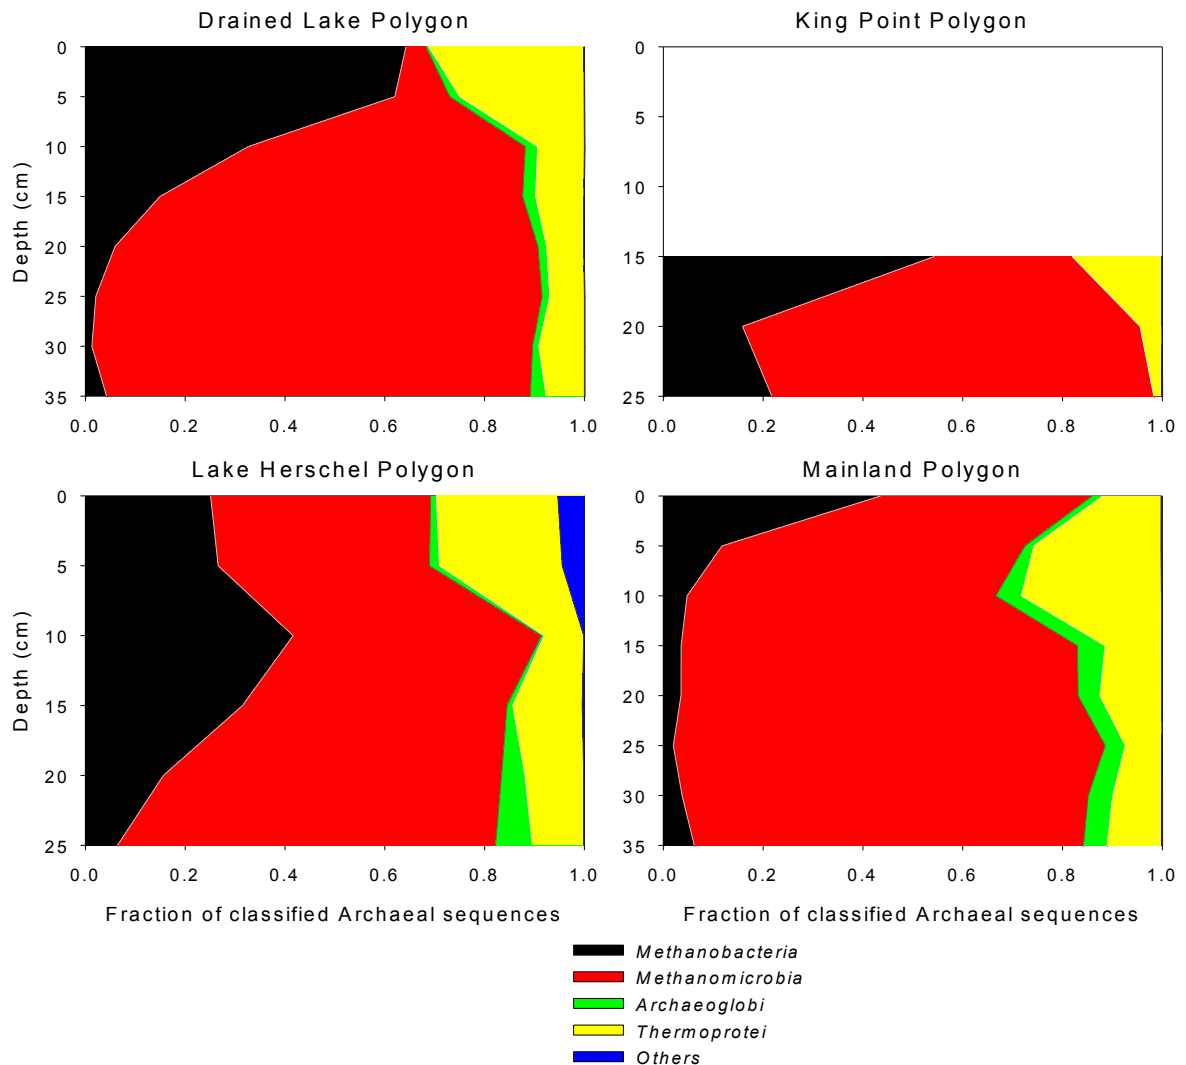 Drained Lake Polygon
King Point Polygon
0
5
10
15
20
25
30
35
Depth (cm)
0.0 0.2 0.4 0.6 0.8 1.0
0
5
10
15
20
25
0.0 0.2 0.4 0.6 0.8 1.0
Lake Herschel Polygon
Mainland Polygon
0
5
10
15
20
25
Depth (cm)
0.0 0.2 0.4 0.6 0.8 1.0
Fraction of classified Archaeal sequences
0
5
10
15
20
25
30
35
0.0 0.2 0.4 0.6 0.8 1.0
Fraction of classified Archaeal sequences
Methanobacteria
Methanomicrobia
Archaeoglobi
Thermoprotei
Others